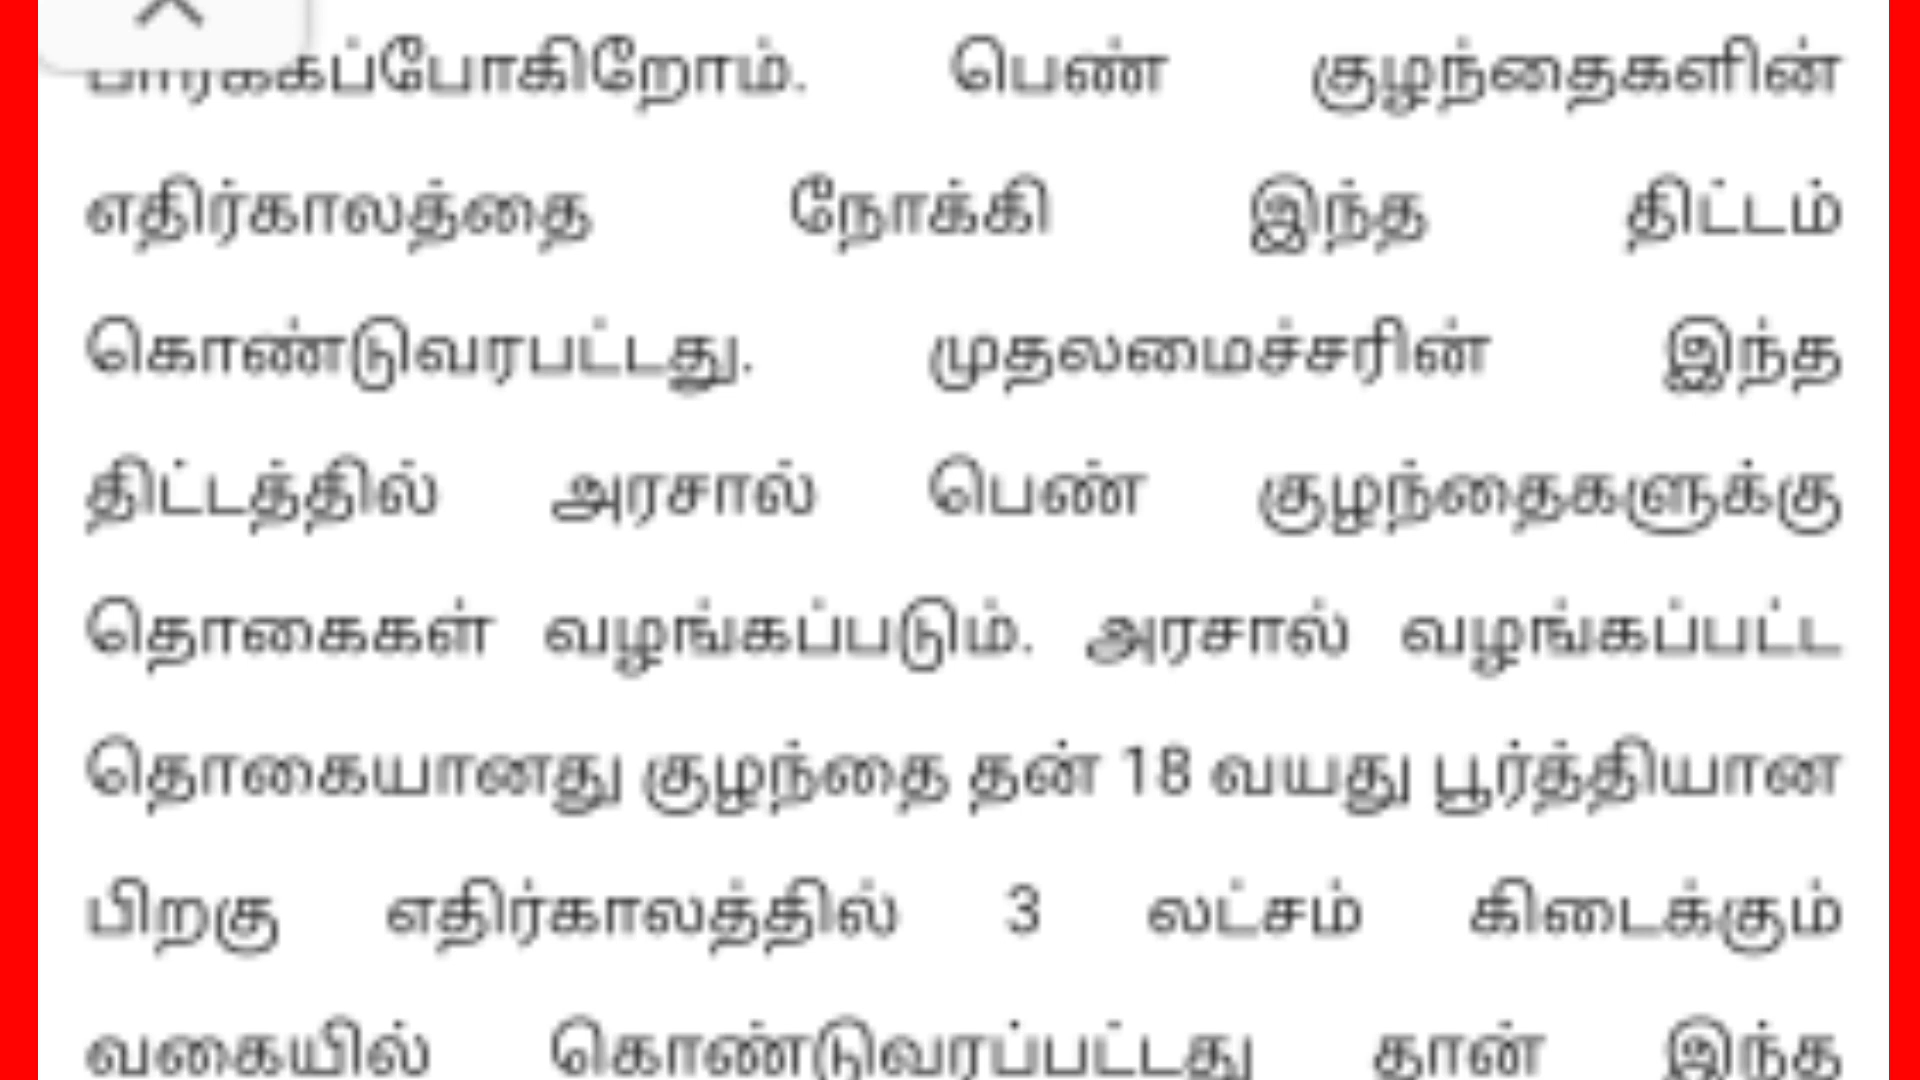 பார்க்கப்போகிறோம். பெண் குழந்தைகளின்
எதிர்காலத்தை நோக்கி இந்த திட்டம்
கொண்டுவரபட்டது. முதலமைச்சரின் இந்த
திட்டத்தில் அரசால் பெண் குழந்தைகளுக்கு
தொகைகள் வழங்கப்படும். அரசால் வழங்கப்பட்ட
தொகையானது குழந்தை தன் 18 வயது பூர்த்தியான
பிறகு எதிர்காலத்தில் 3 லட்சம் கிடைக்கும்
வகையில் கொண்டுவரப்பட்டது தான் இந்த